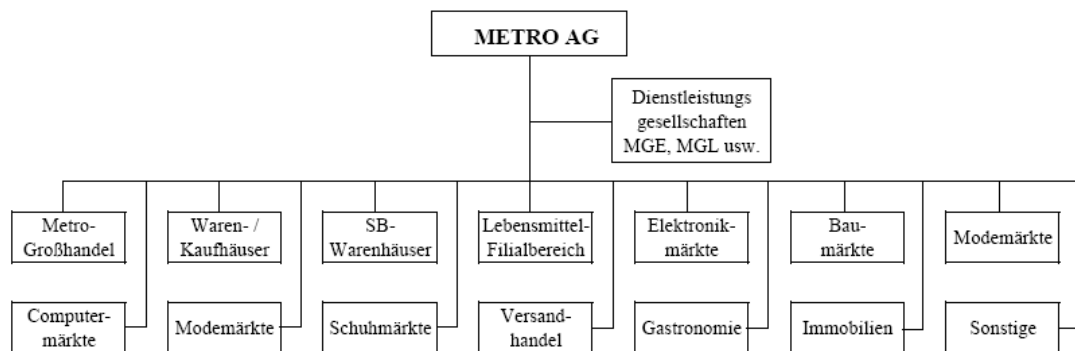 METRO AG
Dienstleistungs
gesellschaften
MGE, MGL usw.
Metro-
Großhandel
Waren- /
Kaufhäuser
SB-
Warenhäuser
Lebensmittel-
Filialbereich
Elektronik-
märkte
Bau-
märkte
Modemärkte
Computer-
märkte
Modemärkte
Schuhmärkte
Versand-
handel
Gastronomie
Immobilien
Sonstige